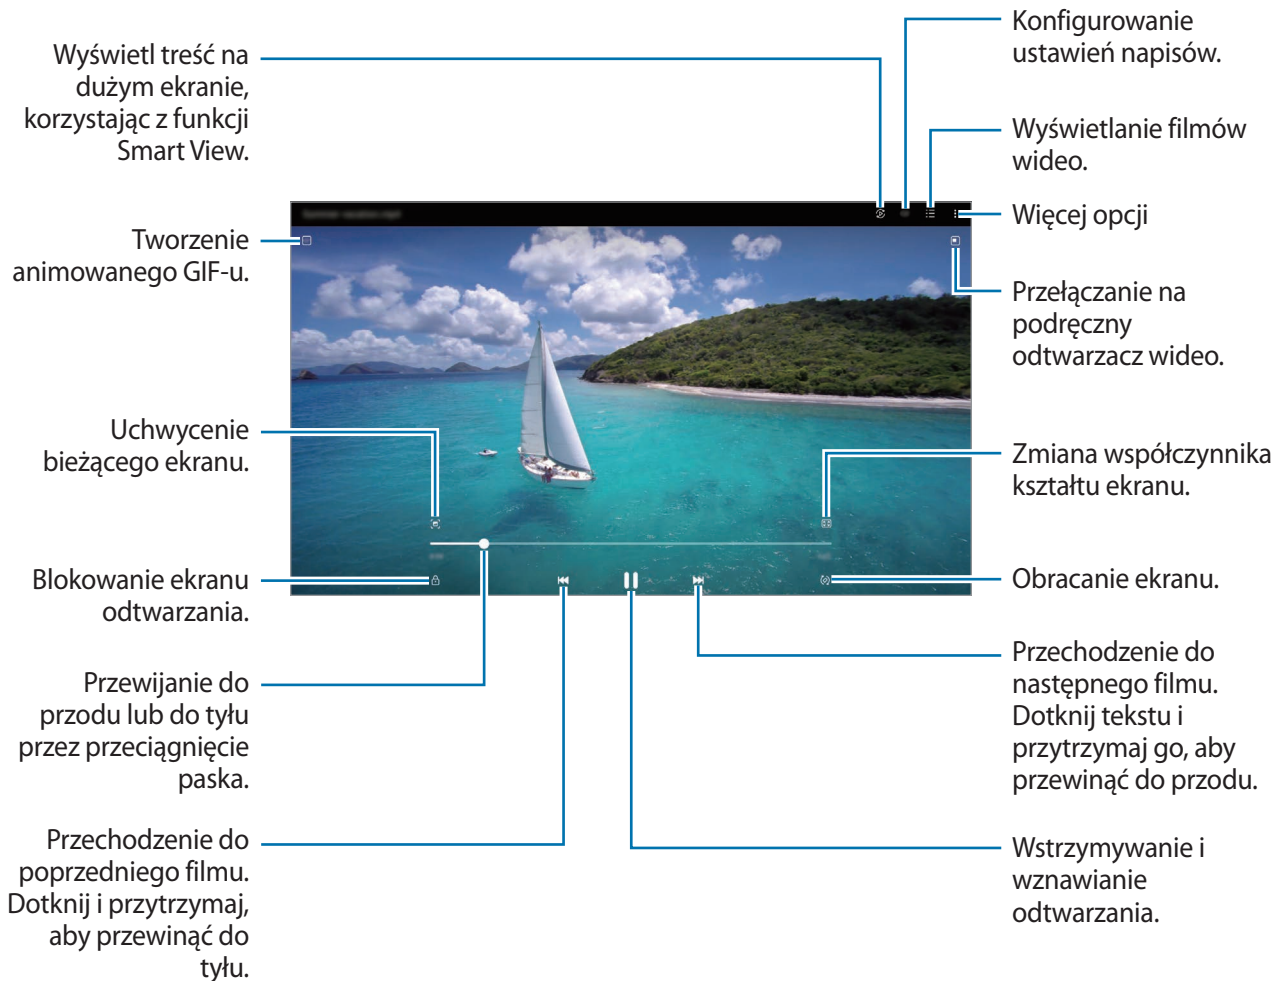 Wyświetl treść na
dużym ekranie,
korzystając z funkcji
Smart View.
Tworzenie
animowanego GIF-u.
Uchwycenie
bieżącego ekranu.
Blokowanie ekranu
odtwarzania.
Przewijanie do
przodu lub do tyłu
przez przeciągnięcie
paska.
Przechodzenie do
poprzedniego filmu.
Dotknij i przytrzymaj,
aby przewinąć do
tyłu.
Konfigurowanie
ustawień napisów.
Wyświetlanie filmów
wideo.
Więcej opcji
Przełączanie na
podręczny
odtwarzacz wideo.
Zmiana współczynnika
kształtu ekranu.
Obracanie ekranu.
Przechodzenie do
następnego filmu.
Dotknij tekstu i
przytrzymaj go, aby
przewinąć do przodu.
Wstrzymywanie i
wznawianie
odtwarzania.